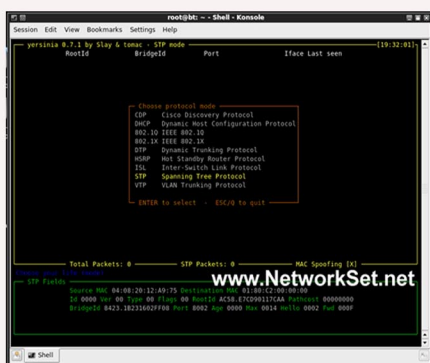 root@bt: ~ - Shell - Konsole
Session Edit View Bookmarks Settings Help
yersinia 0.7.1 by Slay & tomac - STP mode [19:32:01]
RootId BridgeId Port Iface Last seen
Choose protocol mode
CDP Cisco Discovery Protocol
DHCP Dynamic Host Configuration Protocol
802.1Q IEEE 802.1Q
802.1X IEEE 802.1X
DTP Dynamic Trunking Protocol
HSRP Hot Standby Router Protocol
ISL Inter-Switch Link Protocol
STP Spanning Tree Protocol
VTP VLAN Trunking Protocol
ENTER to select - ESC/Q to quit
Total Packets: 0 STP Packets: 0 MAC Spoofing [X]
www.NetworkSet.net
STP Fields
Source MAC 04:08:20:12:A9:75 Destination MAC 01:80:C2:00:00:00
Id 0000 Ver 00 Type 00 Flags 00 RootId AC58.E7CD90117CAA Pathcost 00000000
BridgeId 0423.1B231602FF08 Port 8002 Age 0000 Max 0014 Hello 0002 Fwd 000F
Shell